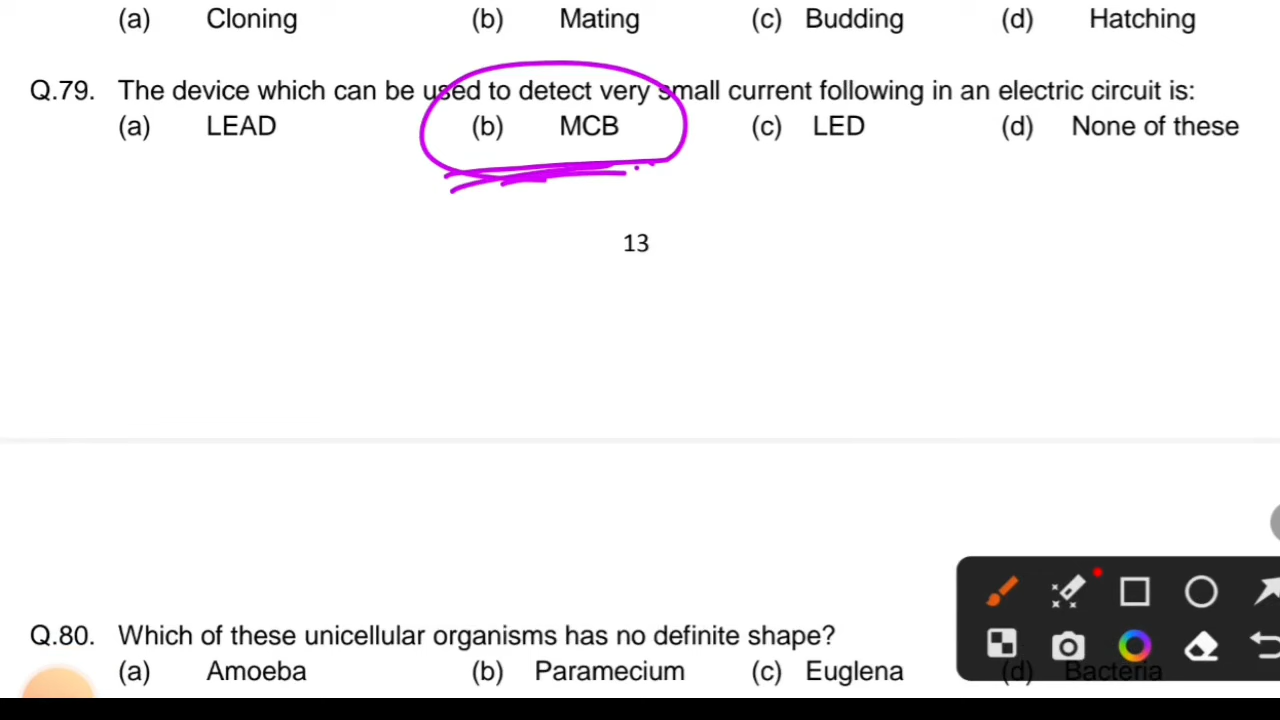 (a) Cloning (b) Mating (c) Budding (d) Hatching
Q.79. The device which can be used to detect very small current following in an electric circuit is:
(a) LEAD (b) MCB (c) LED (d) None of these
13
Q.80. Which of these unicellular organisms has no definite shape?
(a) Amoeba (b) Paramecium (c) Euglena (d) Bacteria